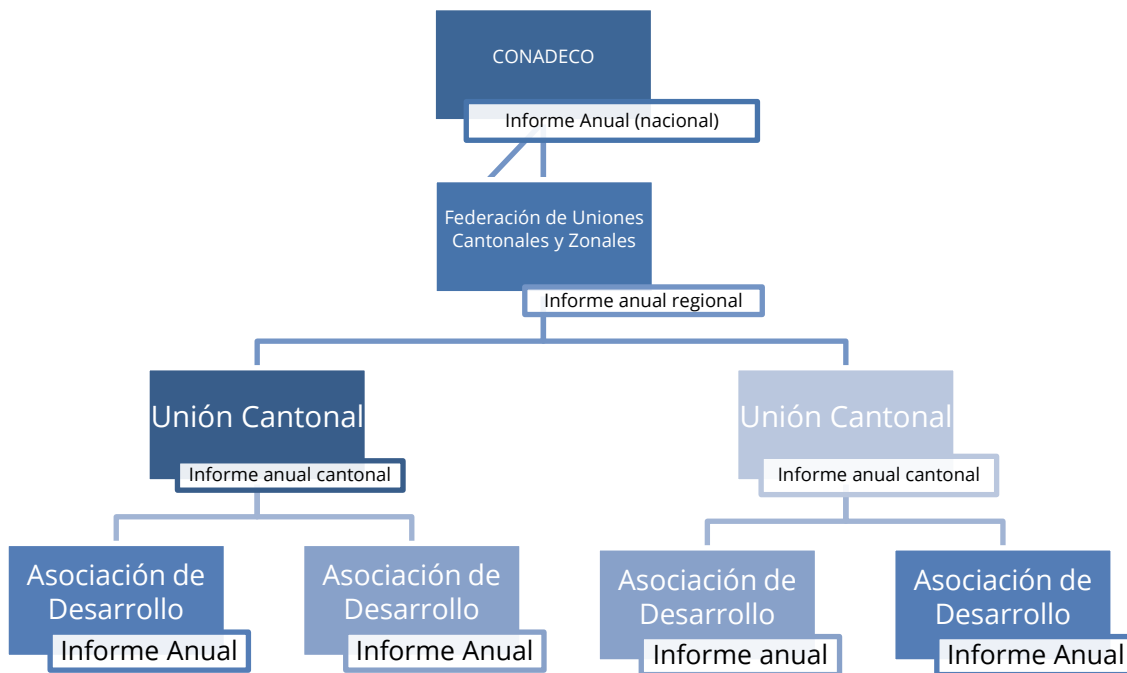 CONADECO
Informe Anual (nacional)
Federación de Uniones
Cantonales y Zonales
Informe anual regional
Unión Cantonal
Informe anual cantonal
Unión Cantonal
Informe anual cantonal
Asociación de
Desarrollo
Informe Anual
Asociación de
Desarrollo
Informe Anual
Asociación de
Desarrollo
Informe anual
Asociación de
Desarrollo
Informe Anual